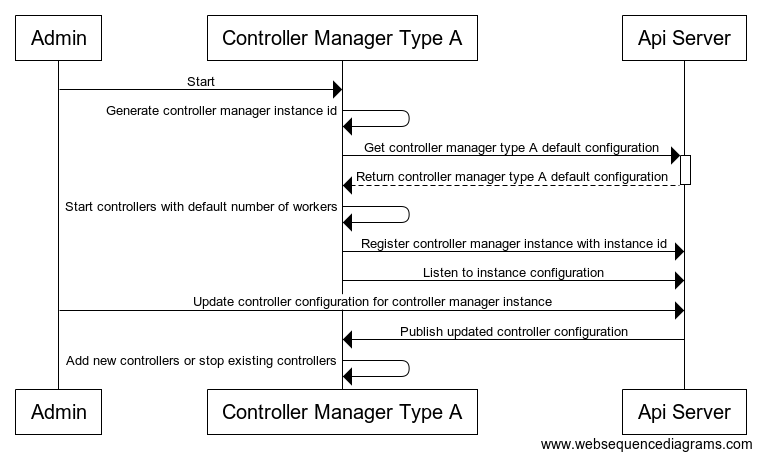 Admin
Controller Manager Type A
Api Server
Start
Generate controller manager instance id
Get controller manager type A default configuration
Return controller manager type A default configuration
Start controllers with default number of workers
Register controller manager instance with instance id
Listen to instance configuration
Update controller configuration for controller manager instance
Publish updated controller configuration
Add new controllers or stop existing controllers
Admin
Controller Manager Type A
Api Server
www.websequencediagrams.com